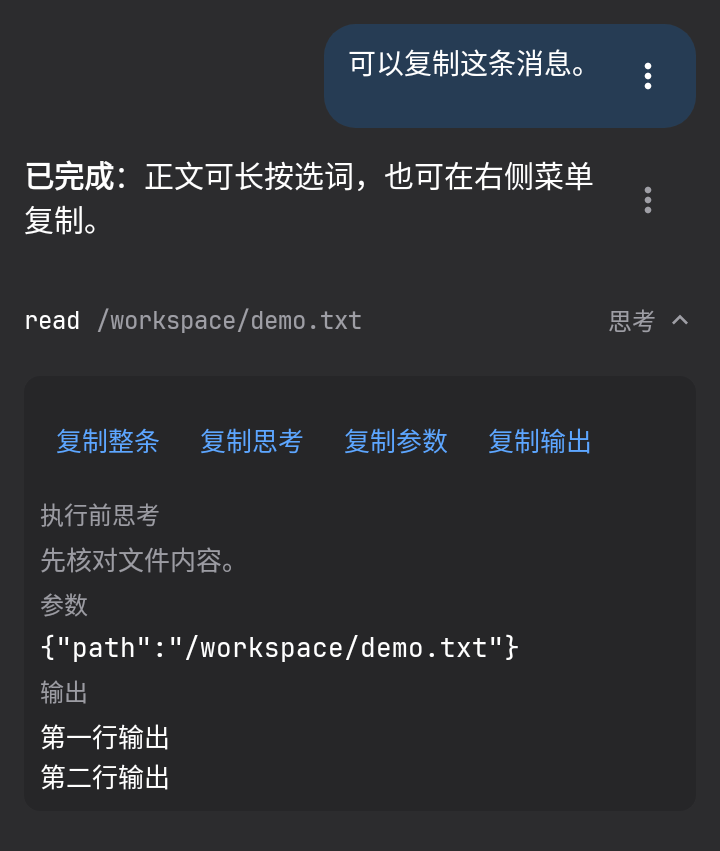 可以复制这条消息。
已完成：正文可长按选词，也可在右侧菜单
复制。
read /workspace/demo.txt 思考
复制整条 复制思考 复制参数 复制输出
执行前思考
先核对文件内容。
参数
{"path":"/workspace/demo.txt"}
输出
第一行输出
第二行输出